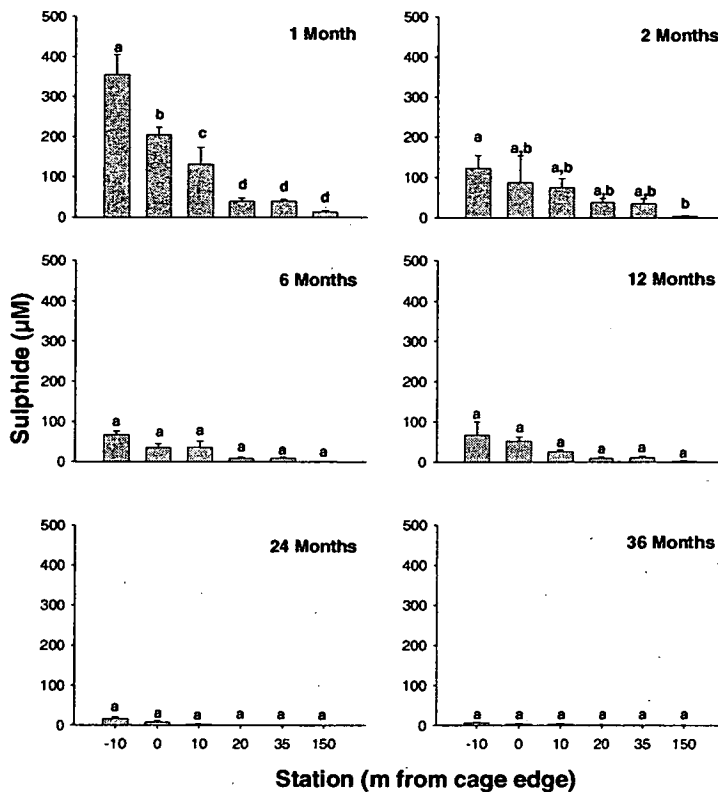 500
400
300
200
100
0
1 Month
a
b
c
d
d
d
500
400
300
200
100
0
2 Months
a
a,b
a,b
a,b
a,b
b
500
400
300
200
100
0
6 Months
a
a
a
a
a
a
500
400
300
200
100
0
12 Months
a
a
a
a
a
a
Sulphide (µM)
500
400
300
200
100
0
24 Months
a
a
a
a
a
a
-10 0 10 20 35 150
500
400
300
200
100
0
36 Months
a
a
a
a
a
a
-10 0 10 20 35 150
Station (m from cage edge)